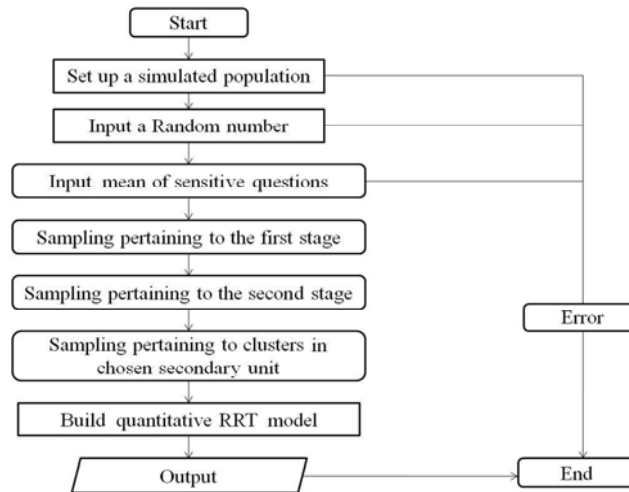 Start
Set up a simulated population
Input a Random number
Input mean of sensitive questions
Sampling pertaining to the first stage
Sampling pertaining to the second stage
Error
Sampling pertaining to clusters in
chosen secondary unit
Build quantitative RRT model
Output
End